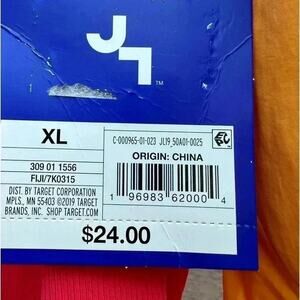 J
TM
XL
309 01 1556
FIJI/7K0315
DIST. BY TARGET CORPORATION
MPLS., MN 55403 ©2019 TARGET
BRANDS, INC. SHOP TARGET.COM
C-000965-01-023 JL19_50A01-0025
ORIGIN: CHINA
1 96983 62000 4
$24.00